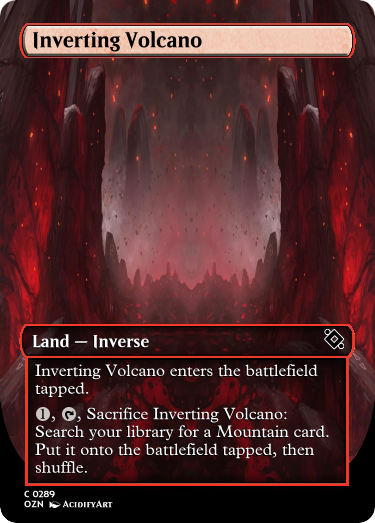 Inverting Volcano
Land — Inverse
Inverting Volcano enters the battlefield
tapped.
1, T, Sacrifice Inverting Volcano:
Search your library for a Mountain card.
Put it onto the battlefield tapped, then
shuffle.
C 0289
OZN AcidifyArt